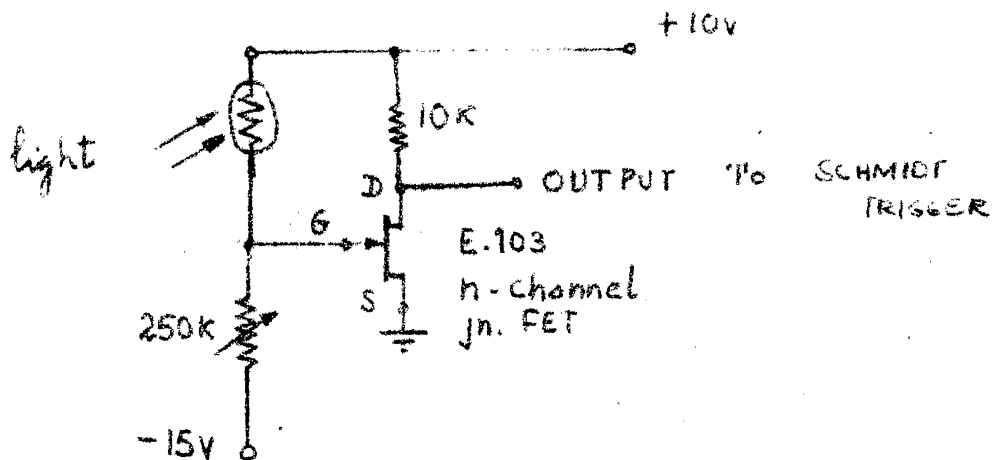 +10v
10K
light
D
OUTPUT To SCHMIDT
TRIGGER
G
E.103
n-channel
S
jn. FET
250K
-15v